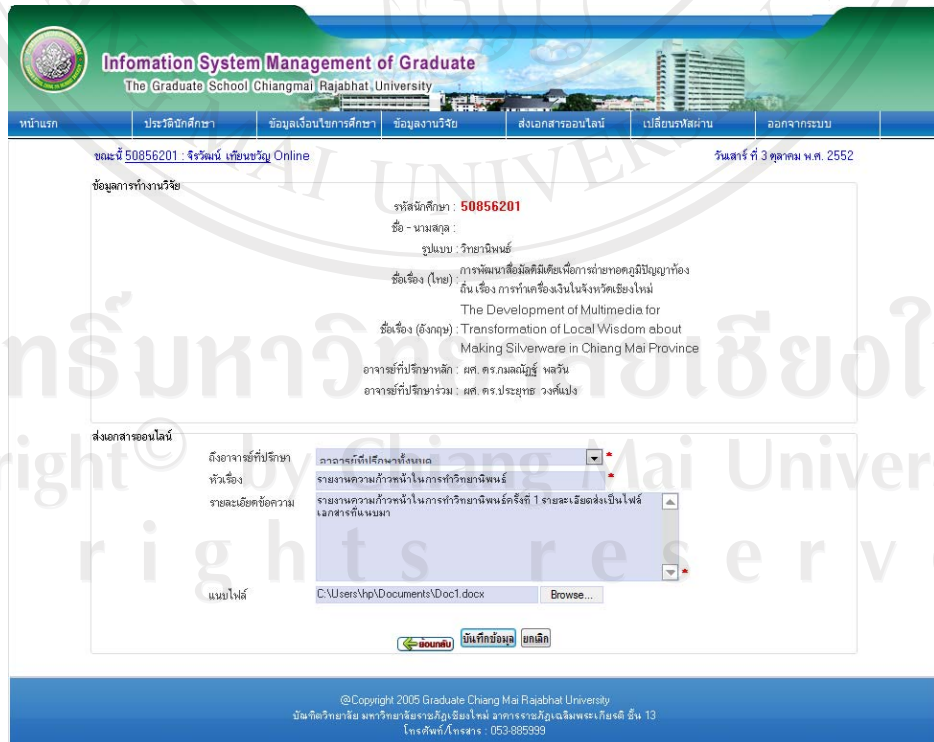 Infomation System Management of Graduate
The Graduate School Chiangmai Rajabhat University
หน้าแรก ประวัตินักศึกษา ข้อมูลเงื่อนไขการศึกษา ข้อมูลงานวิจัย ส่งเอกสารออนไลน์ เปลี่ยนรหัสผ่าน ออกจากระบบ
ขณะนี้ 50856201 : จิรวัฒน์ เทียนขวัญ Online วันเสาร์ ที่ 3 ตุลาคม พ.ศ. 2552
ข้อมูลการทำงานวิจัย
รหัสนักศึกษา : 50856201
ชื่อ - นามสกุล :
รูปแบบ : วิทยานิพนธ์
ชื่อเรื่อง (ไทย) : การพัฒนาสื่อมัลติมีเดียเพื่อการถ่ายทอดภูมิปัญญาท้อง
ถิ่น เรื่อง การทำเครื่องเงินในจังหวัดเชียงใหม่
The Development of Multimedia for
ชื่อเรื่อง (อังกฤษ) : Transformation of Local Wisdom about
Making Silverware in Chiang Mai Province
อาจารย์ที่ปรึกษาหลัก : ผศ. ดร.กมลณัฏฐ์ พลวัน
อาจารย์ที่ปรึกษาร่วม : ผศ. ดร.ประยุทธ วงศ์แปง
ส่งเอกสารออนไลน์
ถึงอาจารย์ที่ปรึกษา อาจารย์ที่ปรึกษาทั้งหมด *
หัวเรื่อง รายงานความก้าวหน้าในการทำวิทยานิพนธ์ *
รายละเอียดข้อความ รายงานความก้าวหน้าในการทำวิทยานิพนธ์ครั้งที่ 1 รายละเอียดส่งเป็นไฟล์
เอกสารที่แนบมา
*
แนบไฟล์ C:\Users\hp\Documents\Doc1.docx Browse...
ย้อนกลับ บันทึกข้อมูล ยกเลิก
@Copyright 2005 Graduate Chiang Mai Rajabhat University
บัณฑิตวิทยาลัย มหาวิทยาลัยราชภัฏเชียงใหม่ อาคารราชภัฏเฉลิมพระเกียรติ ชั้น 13
โทรศัพท์/โทรสาร : 053-885999